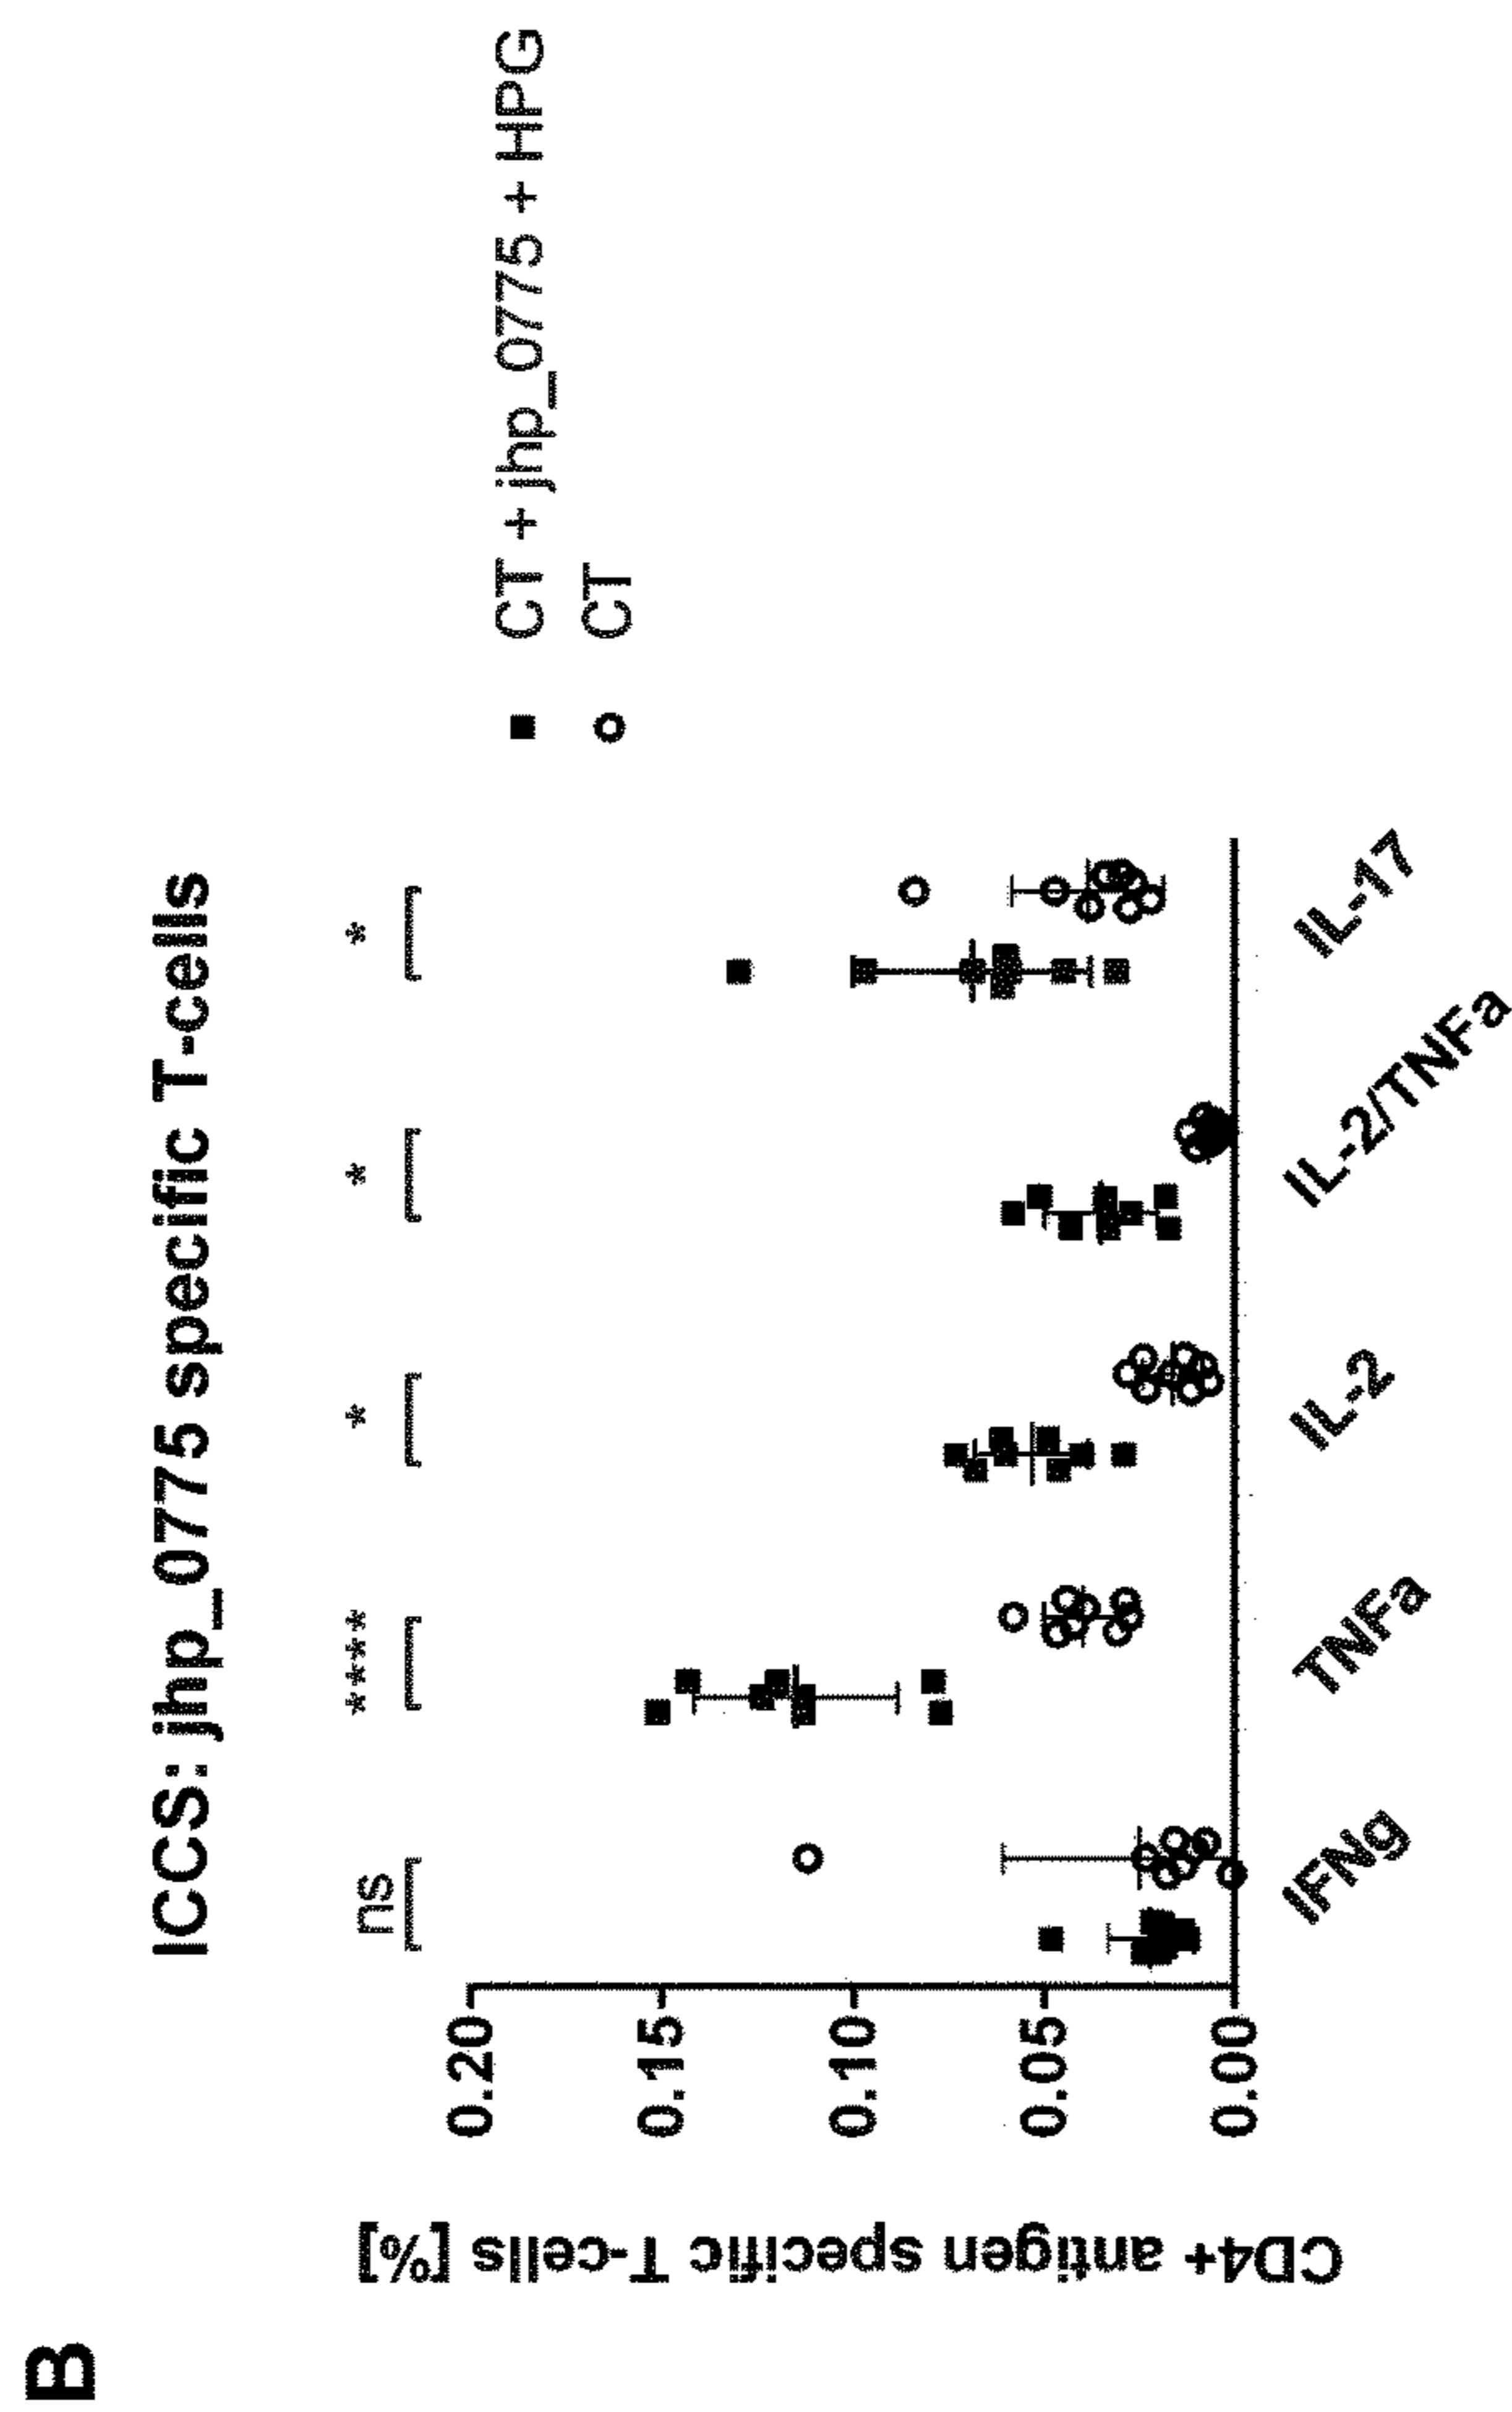 B
ICCS: jhp_0775 specific T-cells
ns
****
*
*
*
CD4+ antigen specific T-cells [%]
0.20
0.15
0.10
0.05
0.00
IFNg
TNFa
IL-2
IL-2/TNFa
IL-17
CT + jhp_0775 + HPG
CT